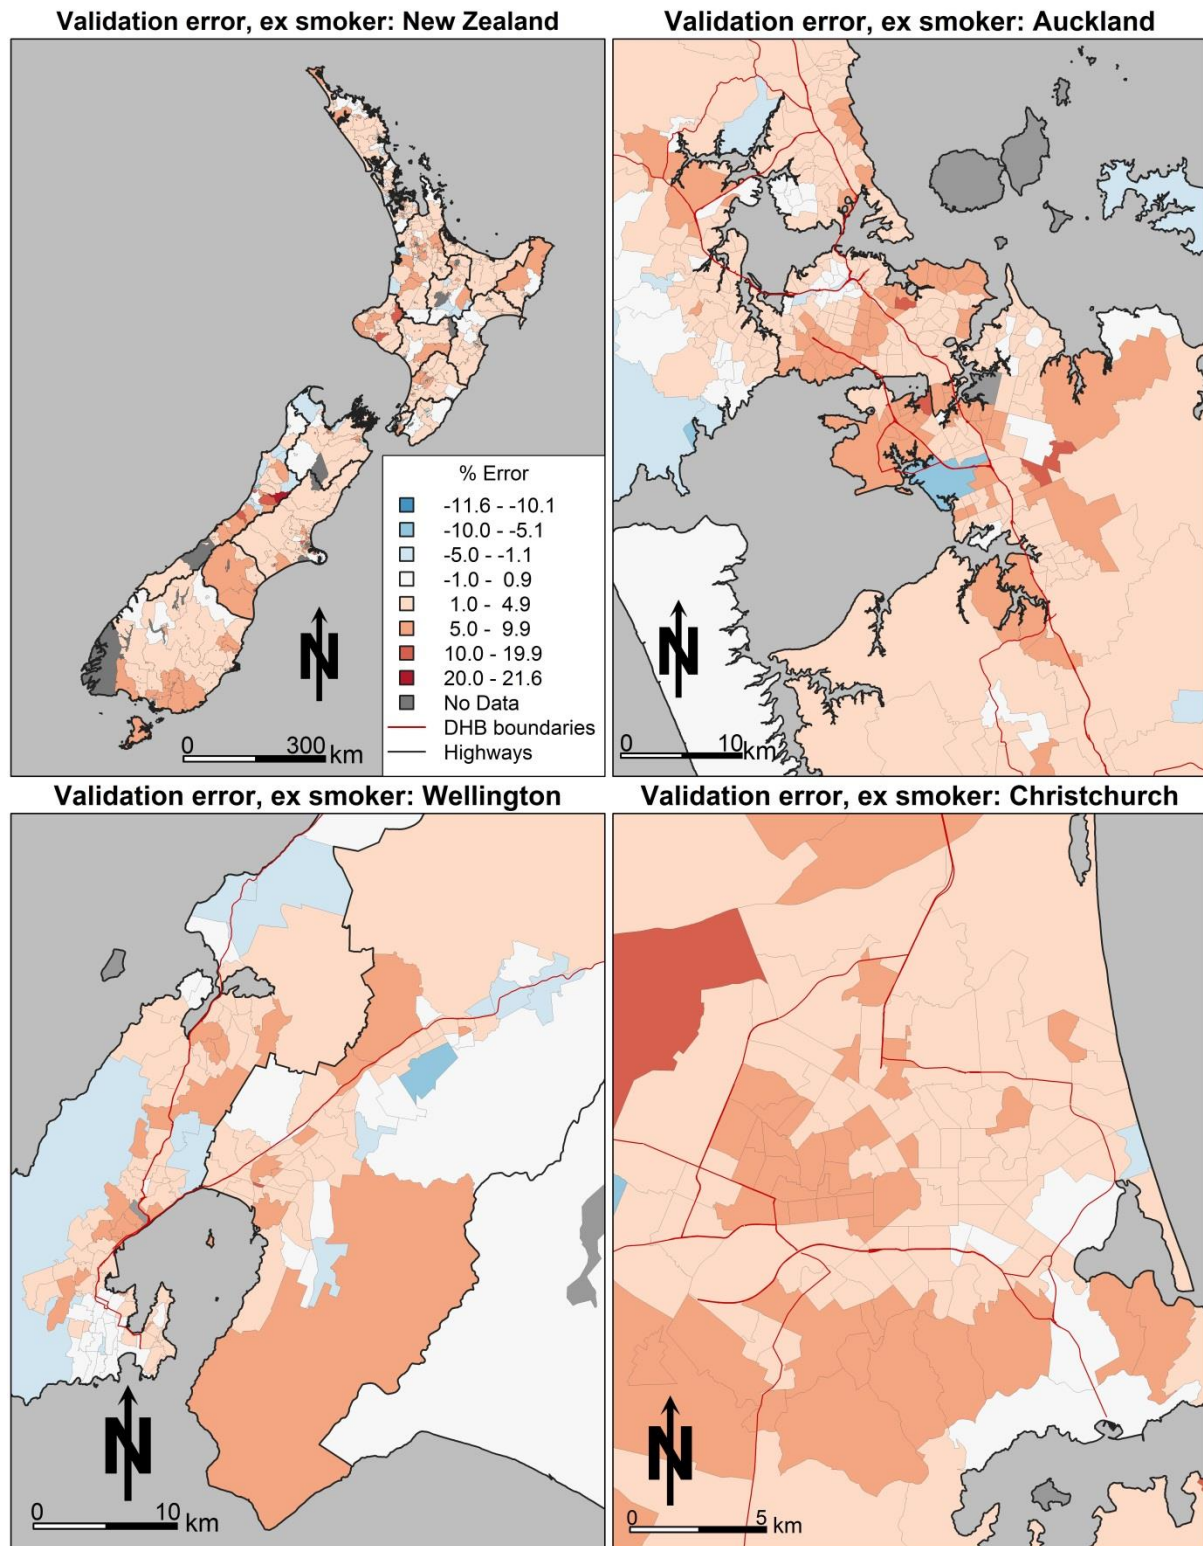 Validation error, ex smoker: New Zealand
Validation error, ex smoker: Auckland
% Error
-11.6 - -10.1
-10.0 - -5.1
-5.0 - -1.1
-1.0 - 0.9
1.0 - 4.9
5.0 - 9.9
10.0 - 19.9
20.0 - 21.6
No Data
DHB boundaries
Highways
N
0 300 km
N
0 10 km
Validation error, ex smoker: Wellington
Validation error, ex smoker: Christchurch
N
0 10 km
N
0 5 km